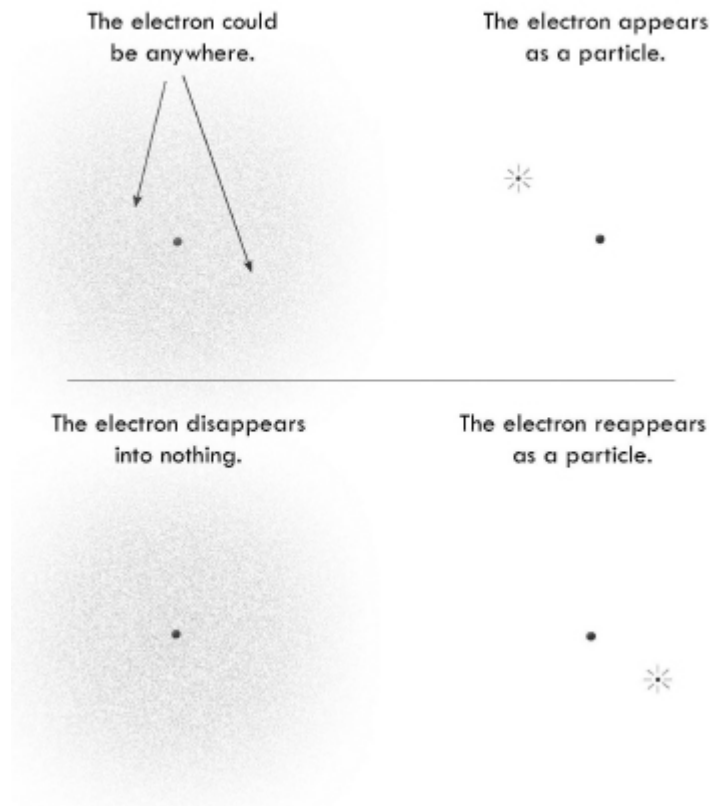 The electron could
be anywhere.
The electron appears
as a particle.
The electron disappears
into nothing.
The electron reappears
as a particle.